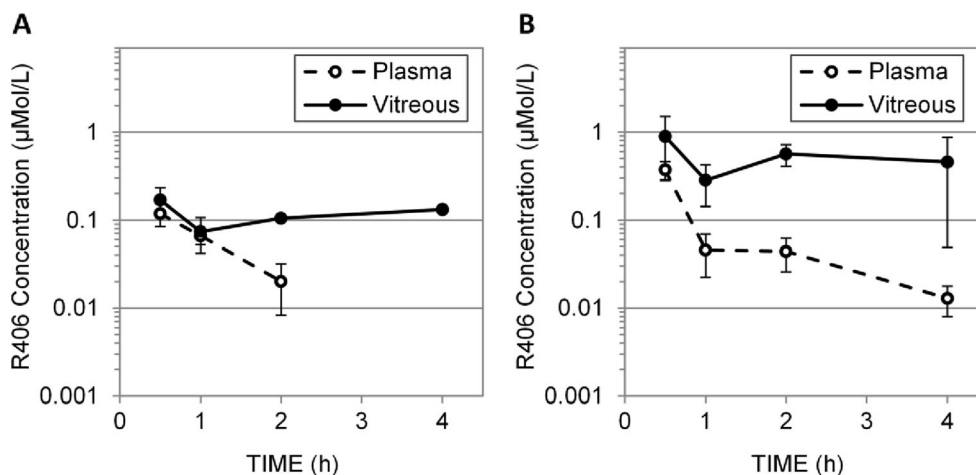 A
R406 Concentration (µMol/L)
Plasma
Vitreous
1
0.1
0.01
0.001
0 1 2 3 4
TIME (h)
B
R406 Concentration (µMol/L)
Plasma
Vitreous
1
0.1
0.01
0.001
0 1 2 3 4
TIME (h)